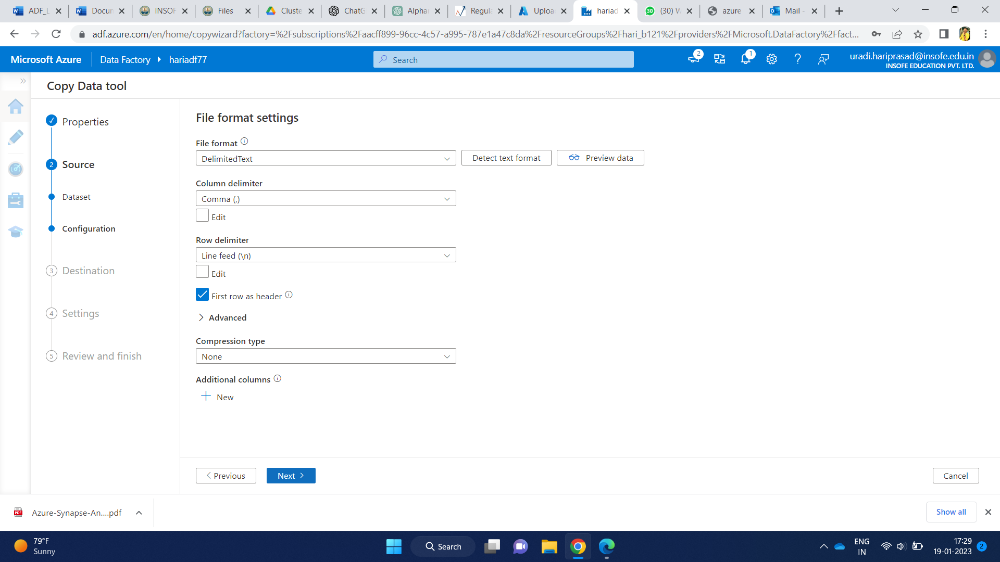 ADF_L
Docun
INSOF
Files
Cluste
ChatG
Alphan
Regula
Uploa
hariad
30
(30) W
azure
Mail -
adf.azure.com/en/home/copywizard?factory=%2Fsubscriptions%2Faacff899-96cc-4c57-a995-787e1a47c8da%2FresourceGroups%2Fhari_b121%2Fproviders%2FMicrosoft.DataFactory%2Ffact...
Microsoft Azure
Data Factory
hariadf77
Search
2
1
uradi.hariprasad@insofe.edu.in
INSOFE EDUCATION PVT. LTD.
Copy Data tool
Properties
2 Source
Dataset
Configuration
3 Destination
4 Settings
5 Review and finish
File format settings
File format
DelimitedText
Detect text format
Preview data
Column delimiter
Comma (,)
Edit
Row delimiter
Line feed (\n)
Edit
First row as header
Advanced
Compression type
None
Additional columns
New
Previous
Next
Cancel
PDF
Azure-Synapse-An....pdf
Show all
79°F
Sunny
Search
ENG
IN
17:29
19-01-2023
2